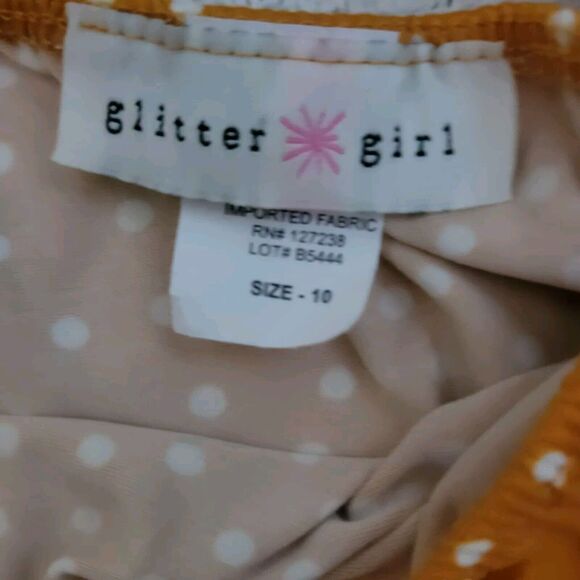 glitter girl
IMPORTED FABRIC
RN# 127238
LOT# B5444
SIZE - 10